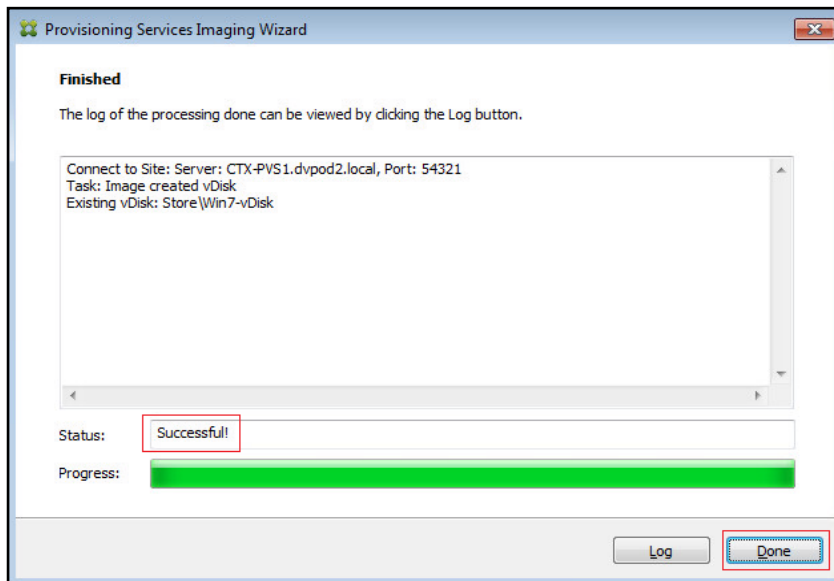 Provisioning Services Imaging Wizard
Finished
The log of the processing done can be viewed by clicking the Log button.
Connect to Site: Server: CTX-PVS1.dvpod2.local, Port: 54321
Task: Image created vDisk
Existing vDisk: Store\Win7-vDisk
Status: Successful!
Progress:
Log Done